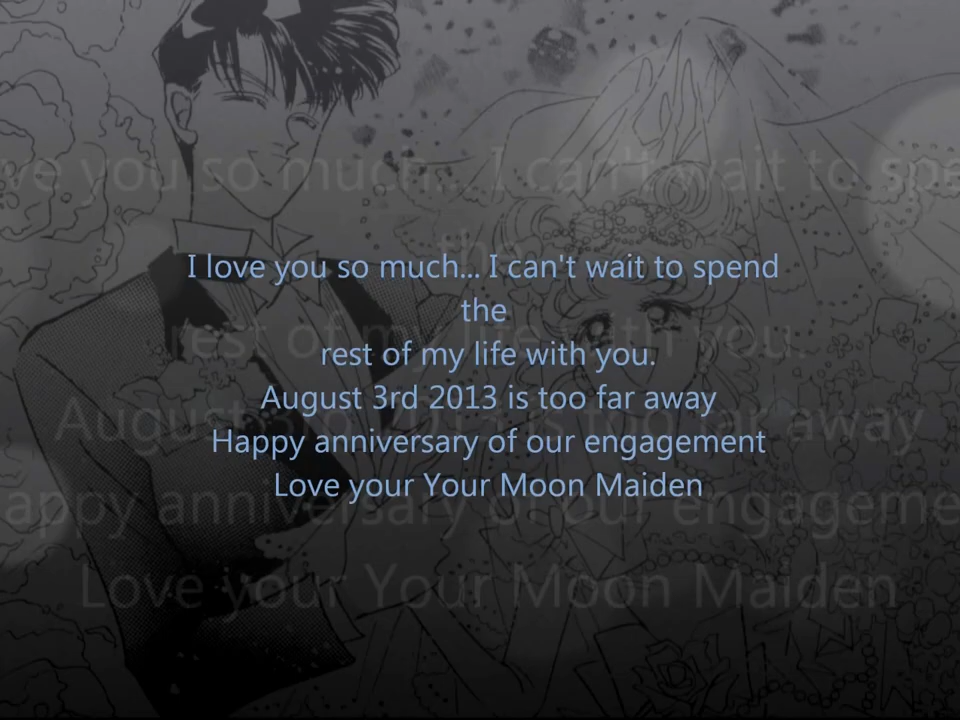 I love you so much... I can't wait to spend
the
rest of my life with you.
August 3rd 2013 is too far away
Happy anniversary of our engagement
Love your Your Moon Maiden